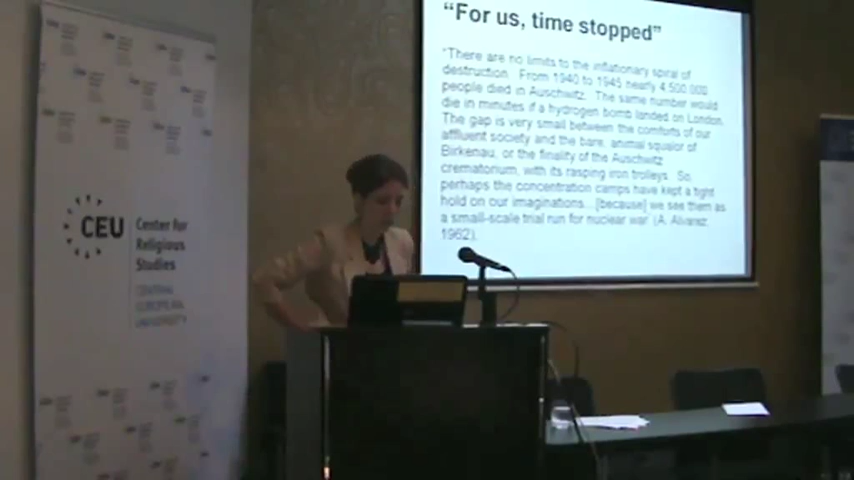 CEU
Center for
Religious
Studies
CENTRAL
EUROPEAN
UNIVERSITY
"For us, time stopped"
"There are no limits to the inflationary spiral of
destruction. From 1940 to 1945 nearly 4,500,000
people died in Auschwitz. The same number would
die in minutes if a hydrogen bomb landed on London.
The gap is very small between the comforts of our
affluent society and the bare, animal squalor of
Birkenau, or the finality of the Auschwitz
crematorium, with its rasping iron trolleys. So,
perhaps the concentration camps have kept a tight
hold on our imaginations…[because] we see them as
a small-scale trial run for nuclear war' (A. Alvarez,
1962).